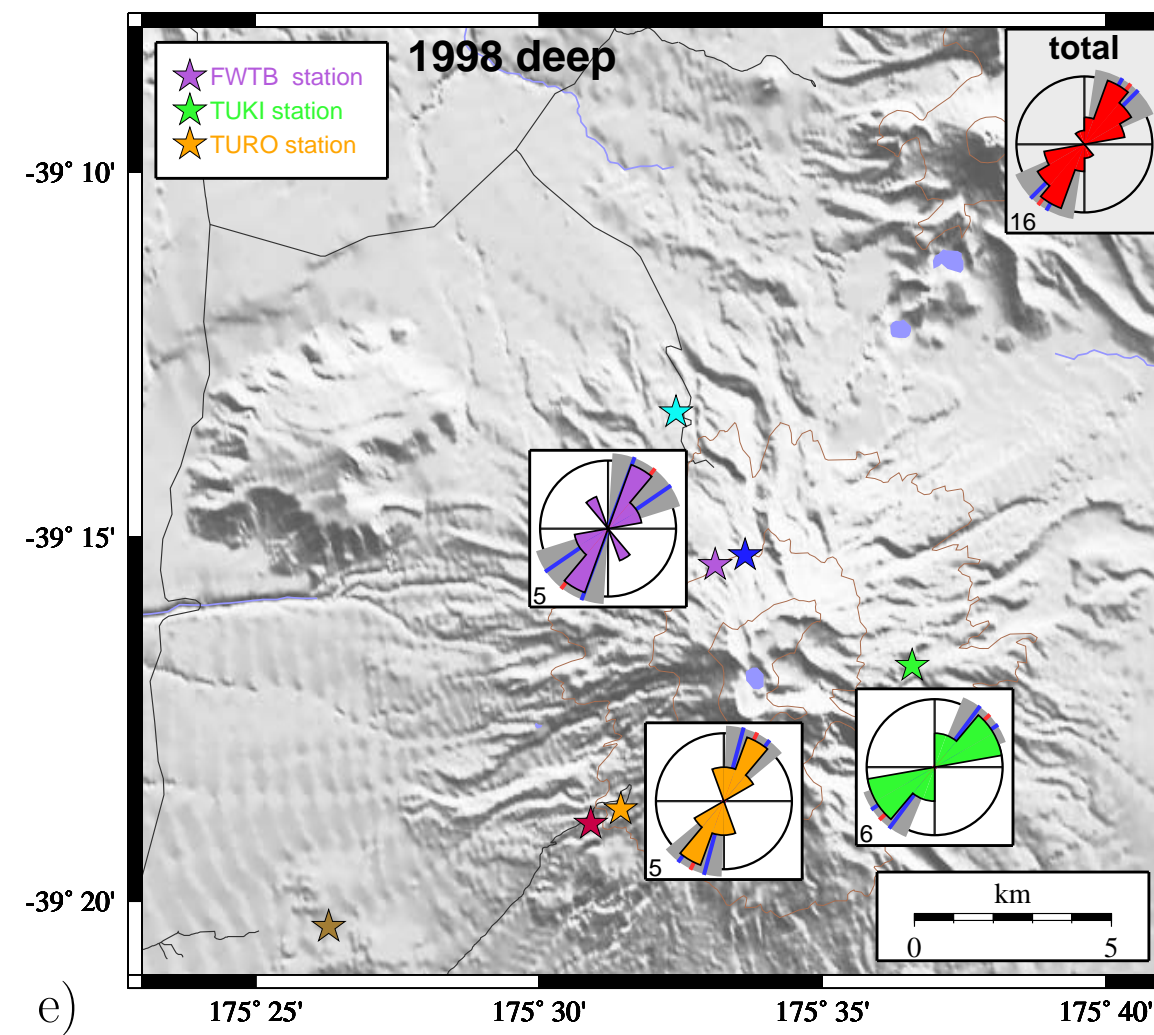 1998 deep
total
FWTB station
TUKI station
TURO station
16
-39° 10'
-39° 15'
-39° 20'
5
5
6
km
0 5
175° 25' 175° 30' 175° 35' 175° 40'
e)